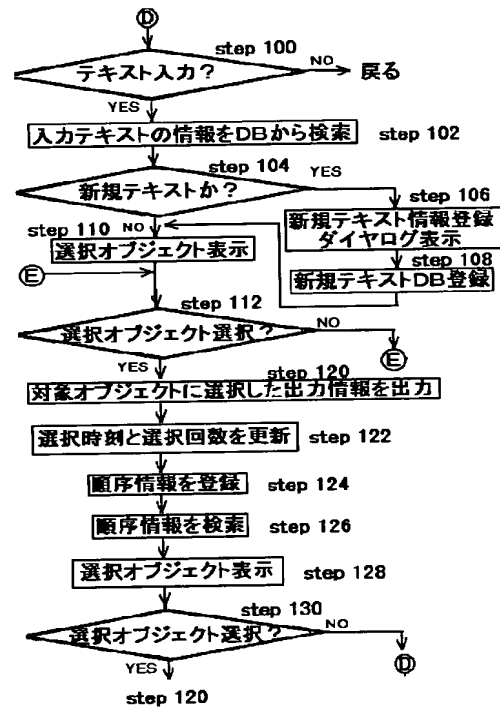 D
step 100
テキスト入力？
NO
戻る
YES
入力テキストの情報をDBから検索 step 102
step 104
新規テキストか？
YES
step 106
新規テキスト情報登録
ダイヤログ表示
step 108
新規テキストDB登録
step 110
NO
選択オブジェクト表示
E
step 112
選択オブジェクト選択？
NO
E
YES
step 120
対象オブジェクトに選択した出力情報を出力
選択時刻と選択回数を更新 step 122
順序情報を登録 step 124
順序情報を検索 step 126
選択オブジェクト表示 step 128
step 130
選択オブジェクト選択？
NO
D
YES
step 120